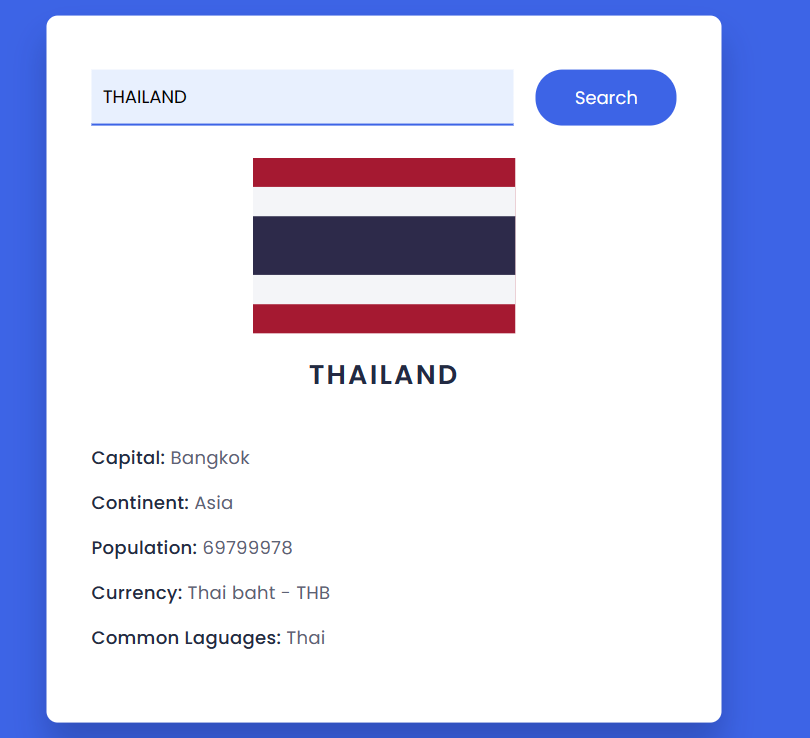 THAILAND
Search
THAILAND
Capital: Bangkok
Continent: Asia
Population: 69799978
Currency: Thai baht - THB
Common Laguages: Thai